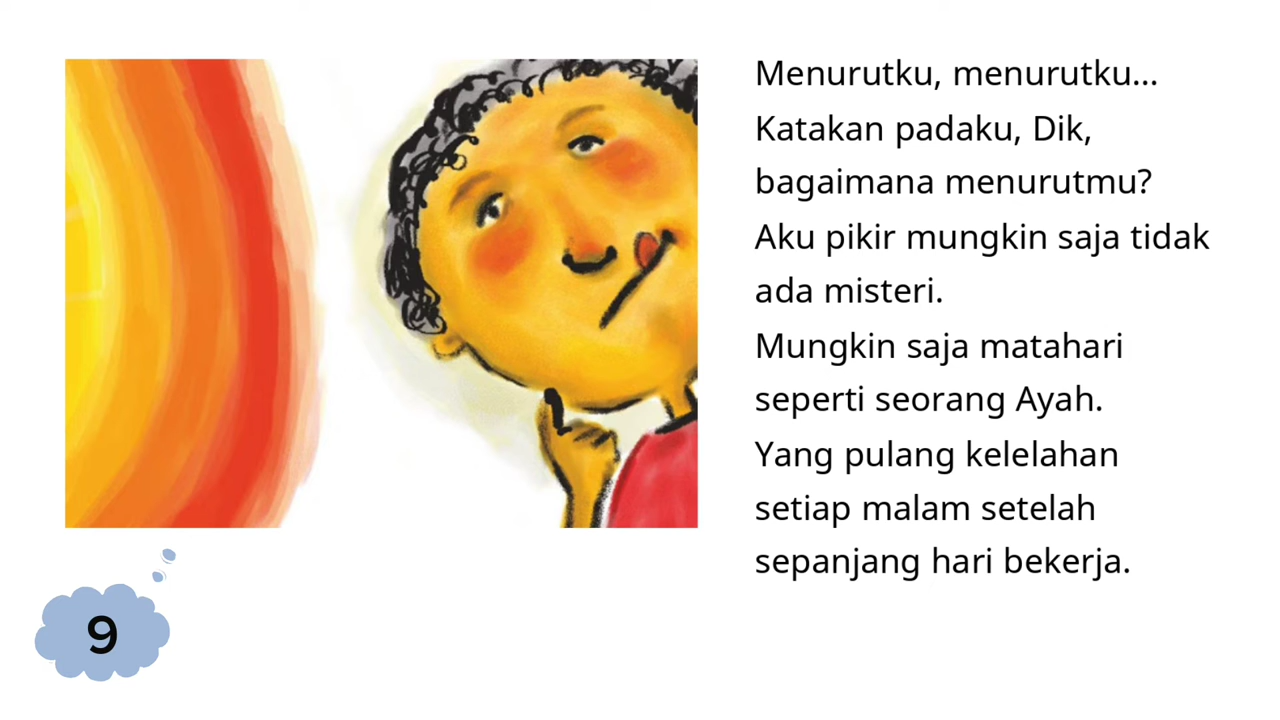 Menurutku, menurutku...
Katakan padaku, Dik,
bagaimana menurutmu?
Aku pikir mungkin saja tidak
ada misteri.
Mungkin saja matahari
seperti seorang Ayah.
Yang pulang kelelahan
setiap malam setelah
sepanjang hari bekerja.
9